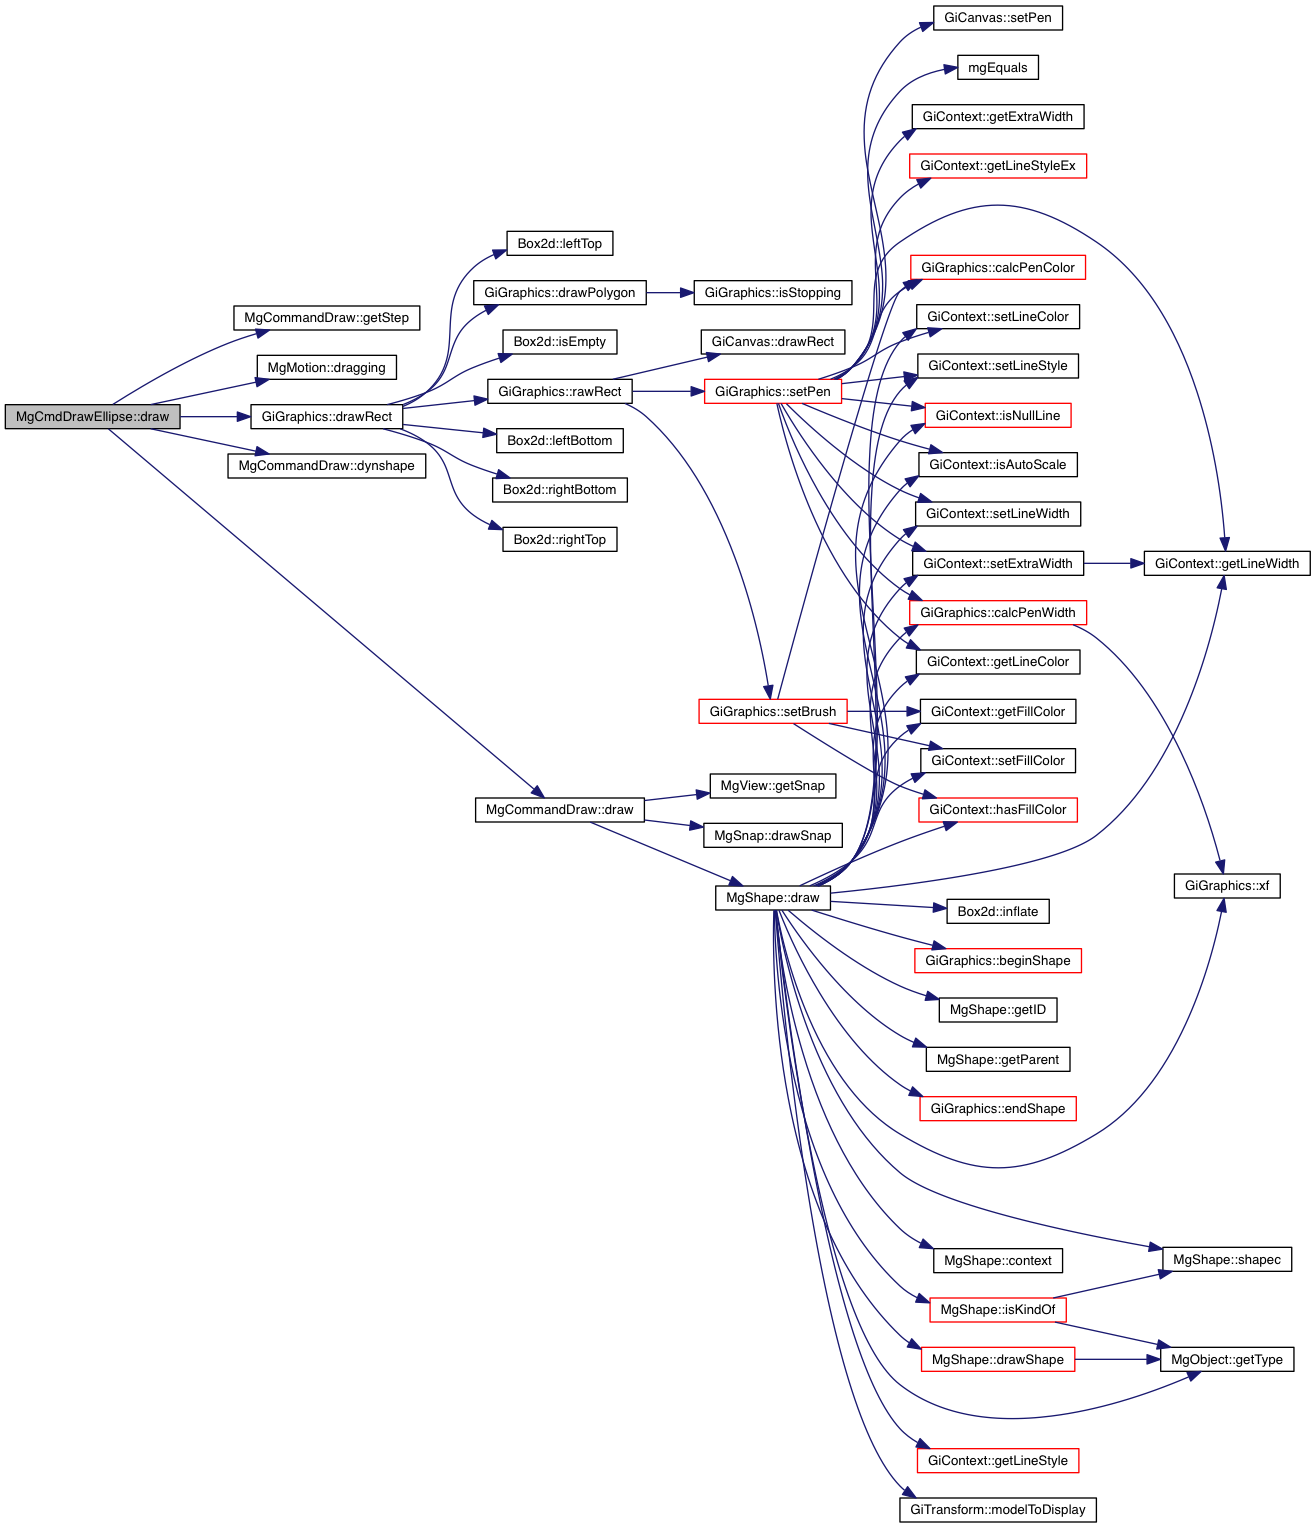 MgCmdDrawEllipse::draw
MgCommandDraw::getStep
MgMotion::dragging
GiGraphics::drawRect
MgCommandDraw::dynshape
Box2d::leftTop
GiGraphics::drawPolygon
Box2d::isEmpty
GiGraphics::rawRect
Box2d::leftBottom
Box2d::rightBottom
Box2d::rightTop
MgCommandDraw::draw
GiGraphics::isStopping
GiCanvas::drawRect
GiGraphics::setPen
GiGraphics::setBrush
MgView::getSnap
MgSnap::drawSnap
MgShape::draw
GiCanvas::setPen
mgEquals
GiContext::getExtraWidth
GiContext::getLineStyleEx
GiGraphics::calcPenColor
GiContext::setLineColor
GiContext::setLineStyle
GiContext::isNullLine
GiContext::isAutoScale
GiContext::setLineWidth
GiContext::setExtraWidth
GiGraphics::calcPenWidth
GiContext::getLineColor
GiContext::getFillColor
GiContext::setFillColor
GiContext::hasFillColor
Box2d::inflate
GiGraphics::beginShape
MgShape::getID
MgShape::getParent
GiGraphics::endShape
MgShape::context
MgShape::isKindOf
MgShape::drawShape
GiContext::getLineStyle
GiTransform::modelToDisplay
GiContext::getLineWidth
GiGraphics::xf
MgShape::shapec
MgObject::getType